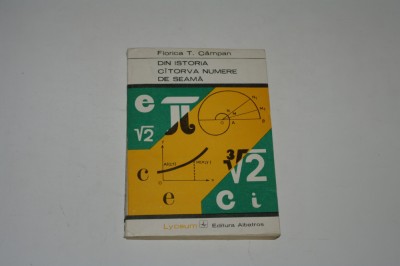 Florica T. Câmpan
DIN ISTORIA
CÎTORVA NUMERE
DE SEAMĂ
e π
√2
∛√2
c e c i
Lyceum Editura Albatros